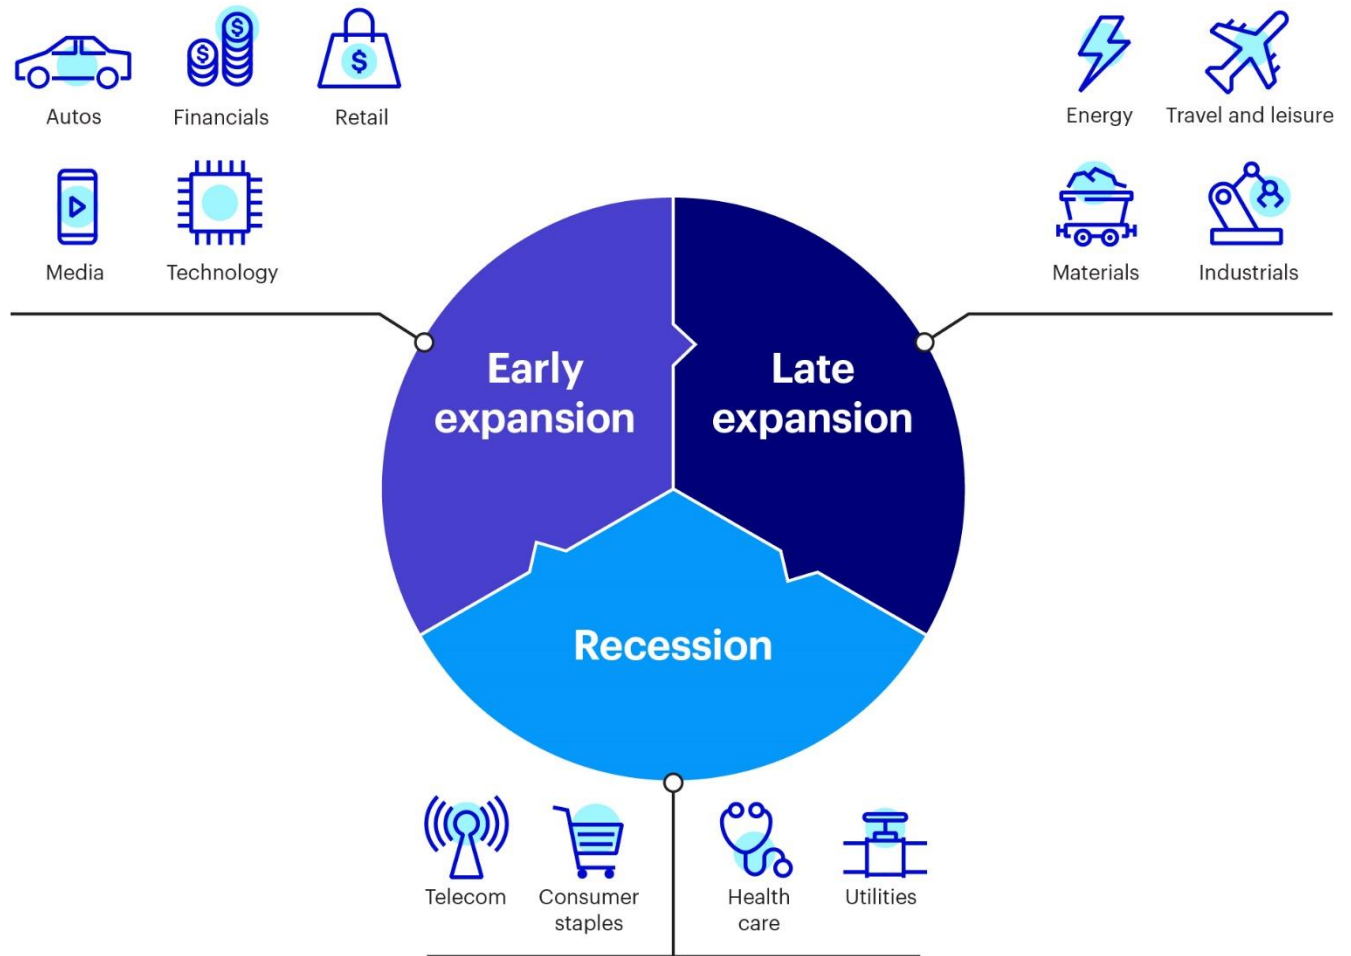 Autos
Financials
Retail
Media
Technology
Energy
Travel and leisure
Materials
Industrials
Early
expansion
Late
expansion
Recession
Telecom
Consumer
staples
Health
care
Utilities
$
$
$